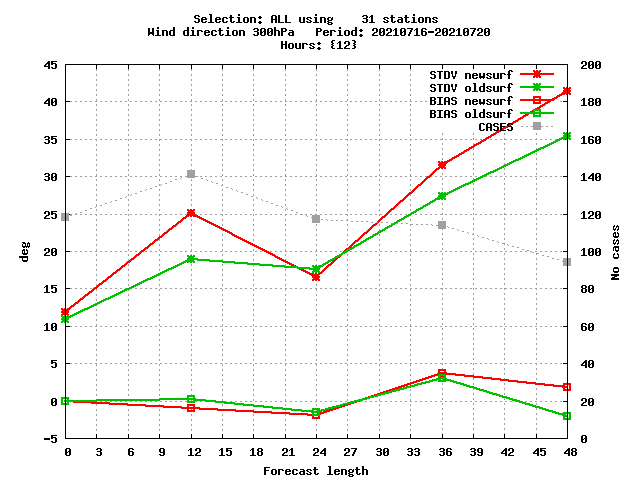 Selection: ALL using    31 stations
Wind direction 300hPa   Period: 20210716-20210720
Hours: {12}
STDV newsurf
STDV oldsurf
BIAS newsurf
BIAS oldsurf
CASES
45
40
35
30
25
20
15
10
5
0
-5
deg
200
180
160
140
120
100
80
60
40
20
0
No cases
0 3 6 9 12 15 18 21 24 27 30 33 36 39 42 45 48
Forecast length